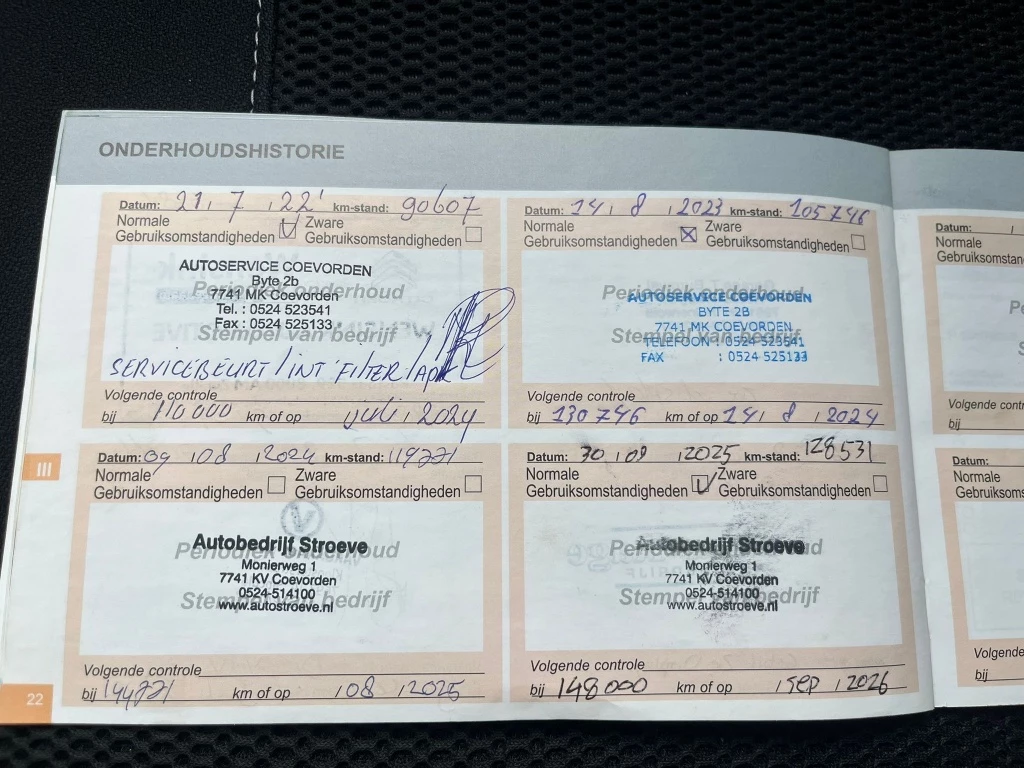 ONDERHOUDSHISTORIE
Datum: 21, 7, 22' km-stand: 90607
Normale Gebruiksomstandigheden Zware Gebruiksomstandigheden
AUTOSERVICE COEVORDEN
Byte 2b
Periodiek onderhoud
7741 MK Coevorden
Tel. : 0524 523541
Fax : 0524 525133
Stempel van bedrijf
SERVICEBEURT / INT FILTER / APK
Volgende controle
bij 110000 km of op juli, 2024
Datum: 14, 8, 2023 km-stand: 105746
Normale Gebruiksomstandigheden Zware Gebruiksomstandigheden
Periodiek onderhoud
AUTOSERVICE COEVORDEN
BYTE 2B
7741 MK COEVORDEN
Stempel van bedrijf
TELEFOON : 0524 523541
FAX : 0524 525133
Volgende controle
bij 130746 km of op 14, 8, 2024
III
Datum: 09, 08, 2024 km-stand: 119771
Normale Gebruiksomstandigheden Zware Gebruiksomstandigheden
Autobedrijf Stroeve
Periodiek onderhoud
Monierweg 1
7741 KV Coevorden
0524-514100
Stempel van bedrijf
www.autostroeve.nl
Volgende controle
bij 144771 km of op , 08, 2025
Datum: 30, 09, 2025 km-stand: 128531
Normale Gebruiksomstandigheden Zware Gebruiksomstandigheden
Autobedrijf Stroeve
Periodiek onderhoud
Monierweg 1
7741 KV Coevorden
0524-514100
Stempel van bedrijf
www.autostroeve.nl
Volgende controle
bij 148000 km of op , sep, 2026
22
Datum:
Normale
Volgende controle
bij
Datum:
Normale
bij